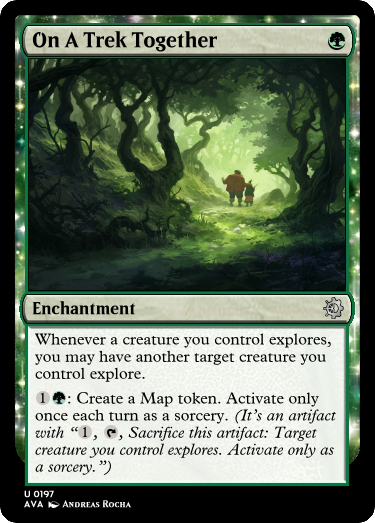 On A Trek Together
Enchantment
Whenever a creature you control explores,
you may have another target creature you
control explore.
1 : Create a Map token. Activate only
once each turn as a sorcery. (It's an artifact
with “1, , Sacrifice this artifact: Target
creature you control explores. Activate only as
a sorcery.”)
U 0197
AVA Andreas Rocha